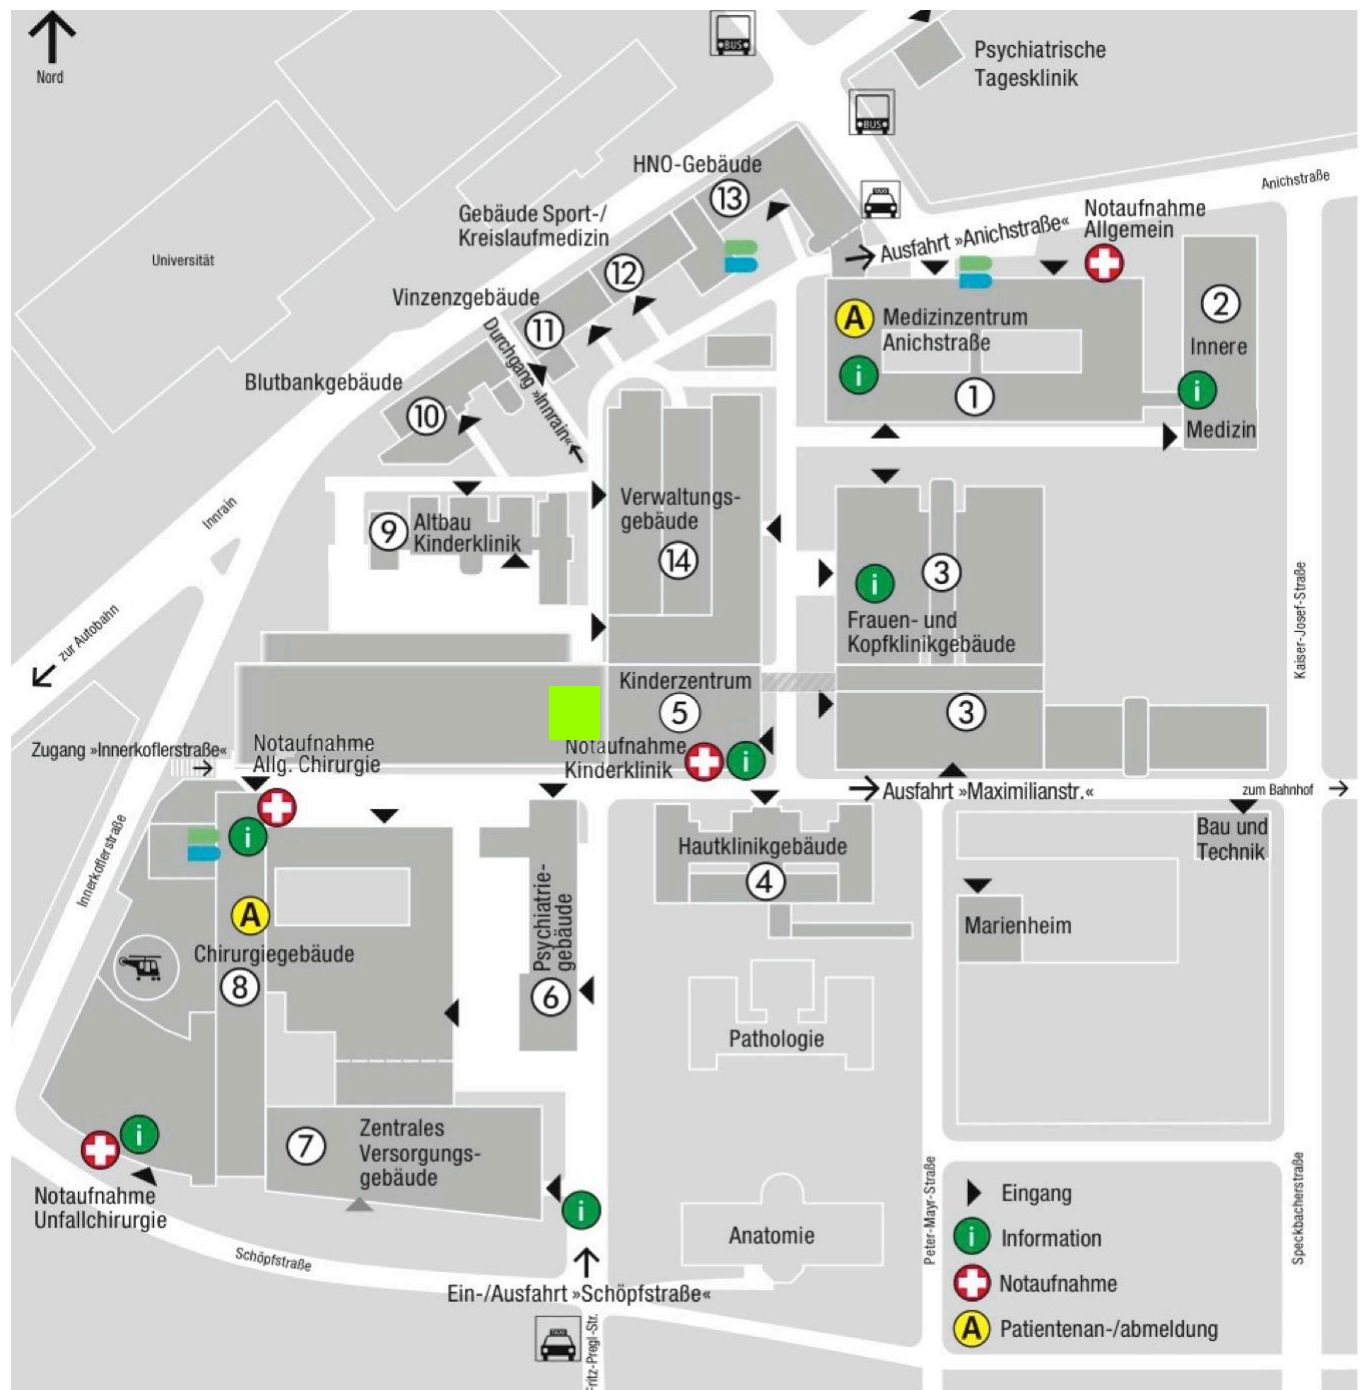 Nord
BUS
Psychiatrische
Tagesklinik
BUS
HNO-Gebäude
13
TAXI
Anichstraße
Gebäude Sport-/
Kreislaufmedizin
12
Notaufnahme
Allgemein
Ausfahrt »Anichstraße«
Universität
Vinzenzgebäude
11
Durchgang »Innrain«
A
Medizinzentrum
Anichstraße
i
1
2
Innere
i
Medizin
Blutbankgebäude
10
Innrain
9
Altbau
Kinderklinik
Verwaltungs-
gebäude
14
i
3
Frauen- und
Kopfklinikgebäude
Kaiser-Josef-Straße
zur Autobahn
Kinderzentrum
5
3
Zugang »Innerkoflerstraße«
Notaufnahme
Allg. Chirurgie
Notaufnahme
Kinderklinik
i
Ausfahrt »Maximilianstr.«
zum Bahnhof
Innerkoflerstraße
i
Hautklinikgebäude
4
Bau und
Technik
A
Chirurgiegebäude
8
Psychiatrie-
gebäude
6
Marienheim
Pathologie
i
Notaufnahme
Unfallchirurgie
7
Zentrales
Versorgungs-
gebäude
i
Schöpfstraße
Ein-/Ausfahrt »Schöpfstraße«
TAXI
Fritz-Pregl-Str.
Anatomie
Peter-Mayr-Straße
Speckbacherstraße
Eingang
i Information
Notaufnahme
A Patientenan-/abmeldung